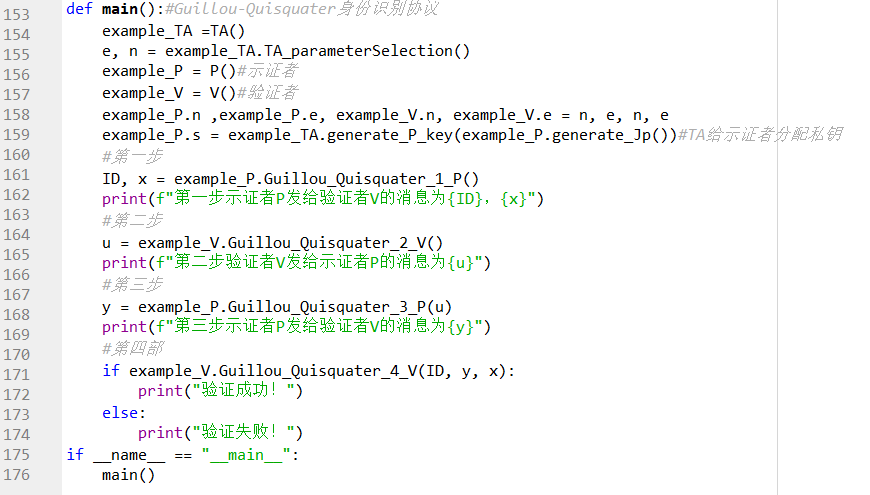 153 def main():#Guillou-Quisquater身份识别协议
154 example_TA =TA()
155 e, n = example_TA.TA_parameterSelection()
156 example_P = P()#示证者
157 example_V = V()#验证者
158 example_P.n ,example_P.e, example_V.n, example_V.e = n, e, n, e
159 example_P.s = example_TA.generate_P_key(example_P.generate_Jp())#TA给示证者分配私钥
160 #第一步
161 ID, x = example_P.Guillou_Quisquater_1_P()
162 print(f"第一步示证者P发给验证者V的消息为{ID}, {x}")
163 #第二步
164 u = example_V.Guillou_Quisquater_2_V()
165 print(f"第二步验证者V发给示证者P的消息为{u}")
166 #第三步
167 y = example_P.Guillou_Quisquater_3_P(u)
168 print(f"第三步示证者P发给验证者V的消息为{y}")
169 #第四部
170 if example_V.Guillou_Quisquater_4_V(ID, y, x):
171 print("验证成功！")
172 else:
173 print("验证失败！")
174 if __name__ == "__main__":
175 main()
176